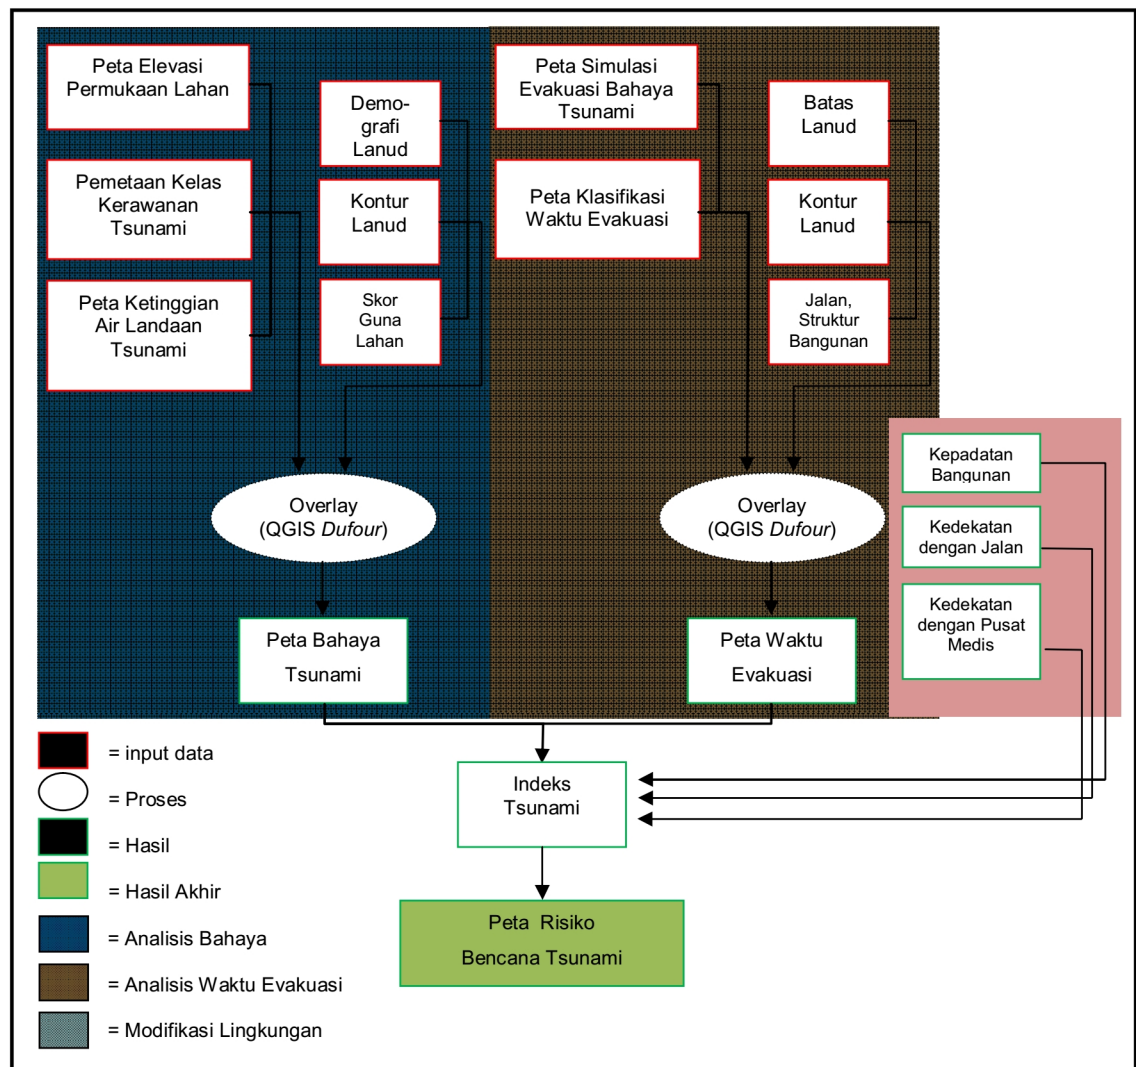 Peta Elevasi
Permukaan Lahan
Pemetaan Kelas
Kerawanan
Tsunami
Peta Ketinggian
Air Landaan
Tsunami
Demo-
grafi
Lanud
Kontur
Lanud
Skor
Guna
Lahan
Peta Simulasi
Evakuasi Bahaya
Tsunami
Peta Klasifikasi
Waktu Evakuasi
Batas
Lanud
Kontur
Lanud
Jalan,
Struktur
Bangunan
Overlay
(QGIS Dufour)
Overlay
(QGIS Dufour)
Kepadatan
Bangunan
Kedekatan
dengan Jalan
Kedekatan
dengan Pusat
Medis
Peta Bahaya
Tsunami
Peta Waktu
Evakuasi
Indeks
Tsunami
Peta Risiko
Bencana Tsunami
= input data
= Proses
= Hasil
= Hasil Akhir
= Analisis Bahaya
= Analisis Waktu Evakuasi
= Modifikasi Lingkungan